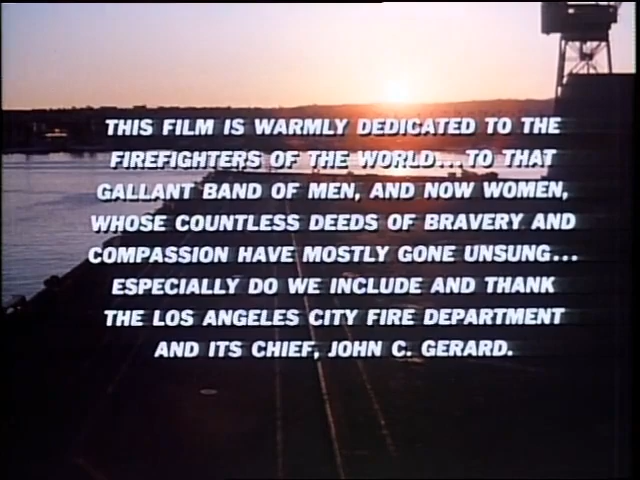 THIS FILM IS WARMLY DEDICATED TO THE
FIREFIGHTERS OF THE WORLD...TO THAT
GALLANT BAND OF MEN, AND NOW WOMEN,
WHOSE COUNTLESS DEEDS OF BRAVERY AND
COMPASSION HAVE MOSTLY GONE UNSUNG...
ESPECIALLY DO WE INCLUDE AND THANK
THE LOS ANGELES CITY FIRE DEPARTMENT
AND ITS CHIEF, JOHN C. GERARD.